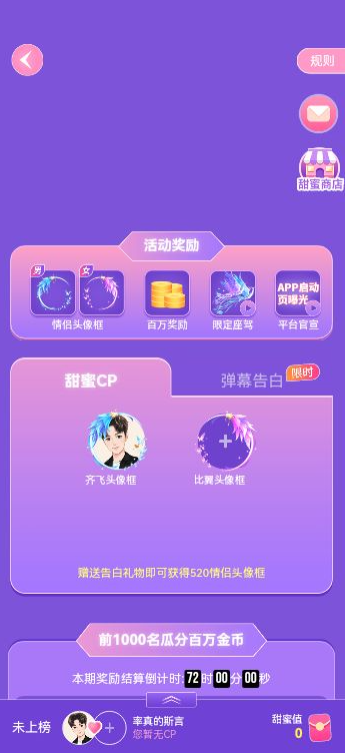 规则
甜蜜商店
活动奖励
男
女
APP启动
页曝光
情侣头像框
百万奖励
限定座驾
平台官宣
甜蜜CP
弹幕告白
限时
齐飞头像框
比翼头像框
赠送告白礼物即可获得520情侣头像框
前1000名瓜分百万金币
本期奖励结算倒计时:72时00分00秒
未上榜
率真的斯言
您暂无CP
甜蜜值
0